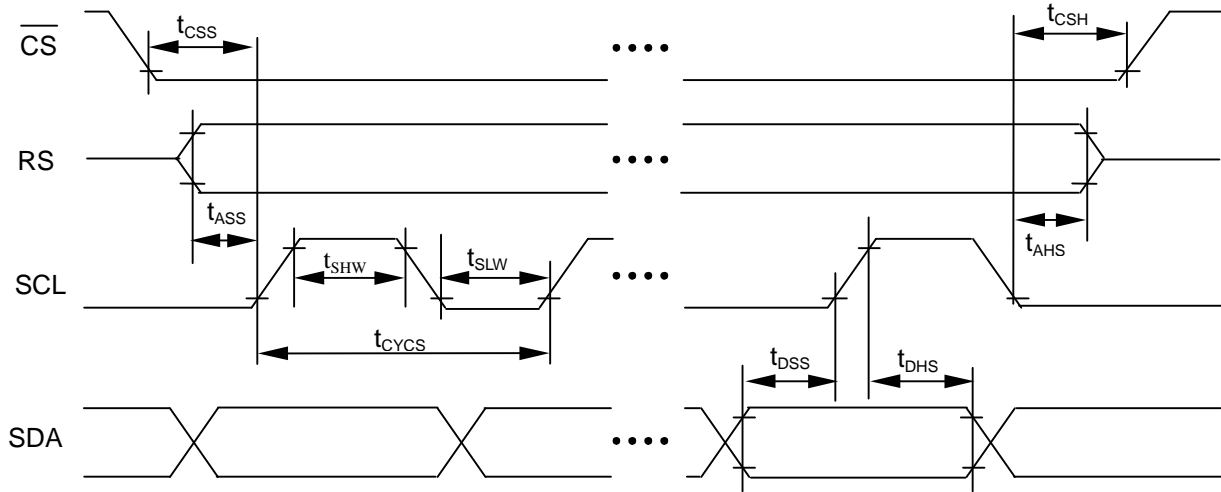 CS
tCSS
tCSH
RS
tASS
tAHS
SCL
tSHW
tSLW
tCYCS
tDSS
tDHS
SDA